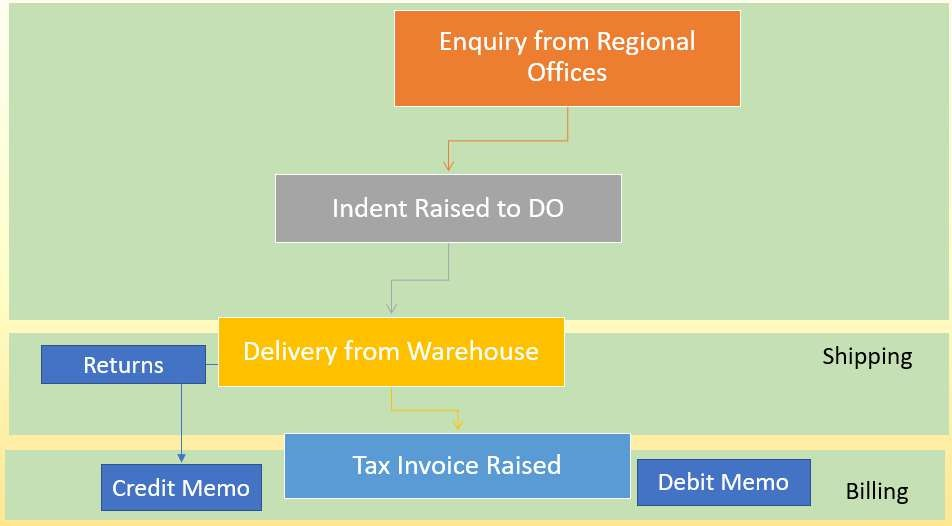 Enquiry from Regional
Offices
Indent Raised to DO
Delivery from Warehouse
Shipping
Returns
Tax Invoice Raised
Credit Memo
Debit Memo
Billing